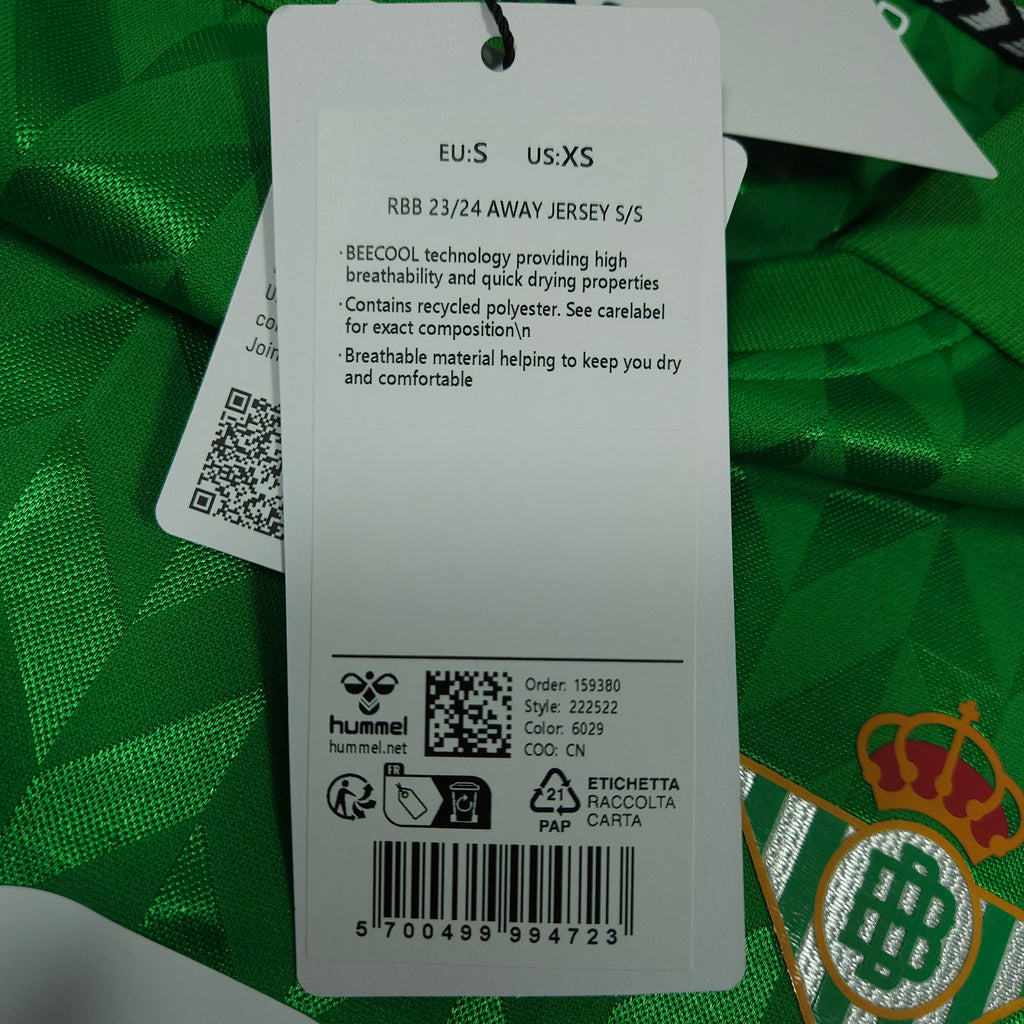 EU:S US:XS
RBB 23/24 AWAY JERSEY S/S
·BEECOOL technology providing high
breathability and quick drying properties
·Contains recycled polyester. See carelabel
for exact composition\n
·Breathable material helping to keep you dry
and comfortable
Join
hummel
hummel.net
Order: 159380
Style: 222522
Color: 6029
COO: CN
FR
21
PAP
ETICHETTA
RACCOLTA
CARTA
5 700499 994723